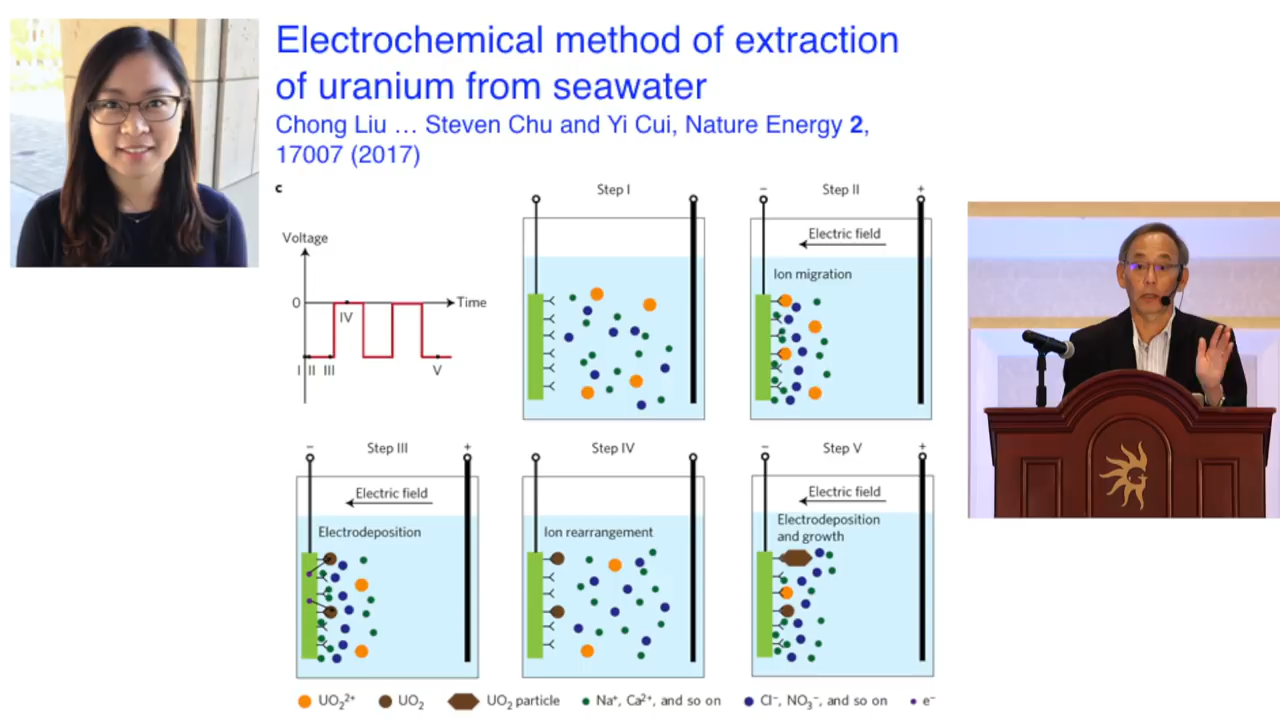 Electrochemical method of extraction
of uranium from seawater
Chong Liu … Steven Chu and Yi Cui, Nature Energy 2,
17007 (2017)
c
Voltage
0
Time
I II III
IV
V
Step I
Step II
− +
Electric field
Ion migration
Step III
− +
Electric field
Electrodeposition
Step IV
Ion rearrangement
Step V
− +
Electric field
Electrodeposition
and growth
UO₂²⁺ UO₂ UO₂ particle Na⁺, Ca²⁺, and so on Cl⁻, NO₃⁻, and so on e⁻